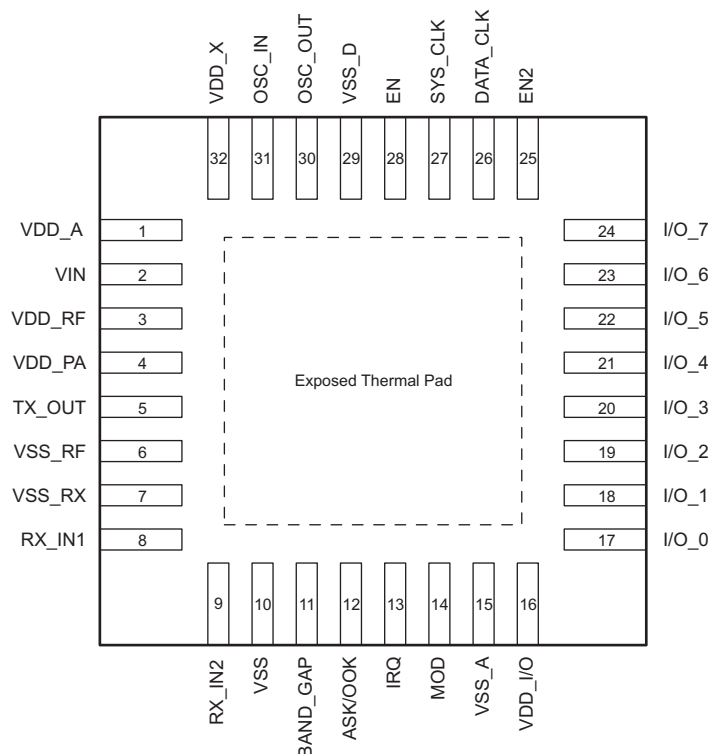 VDD_X
OSC_IN
OSC_OUT
VSS_D
EN
SYS_CLK
DATA_CLK
EN2
32
31
30
29
28
27
26
25
VDD_A 1
VIN 2
VDD_RF 3
VDD_PA 4
TX_OUT 5
VSS_RF 6
VSS_RX 7
RX_IN1 8
Exposed Thermal Pad
24 I/O_7
23 I/O_6
22 I/O_5
21 I/O_4
20 I/O_3
19 I/O_2
18 I/O_1
17 I/O_0
9
10
11
12
13
14
15
16
RX_IN2
VSS
BAND_GAP
ASK/OOK
IRQ
MOD
VSS_A
VDD_I/O